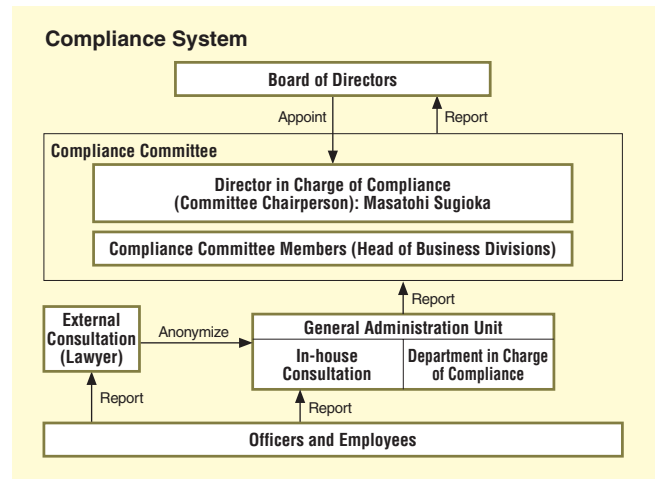 Compliance System
Board of Directors
Appoint
Report
Compliance Committee
Director in Charge of Compliance
(Committee Chairperson): Masatohi Sugioka
Compliance Committee Members (Head of Business Divisions)
Report
External
Consultation
(Lawyer)
Anonymize
General Administration Unit
In-house
Consultation
Department in Charge
of Compliance
Report
Report
Officers and Employees